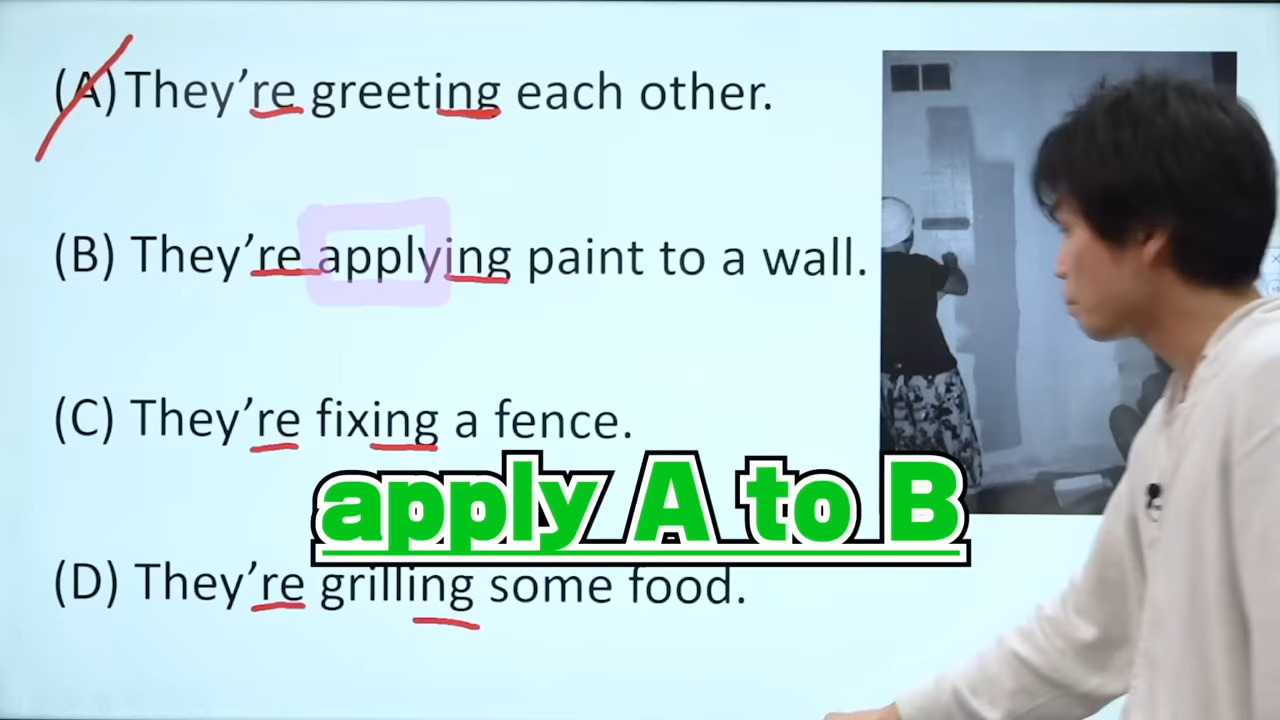 (A) They're greeting each other.
(B) They're applying paint to a wall.
(C) They're fixing a fence.
apply A to B
(D) They're grilling some food.